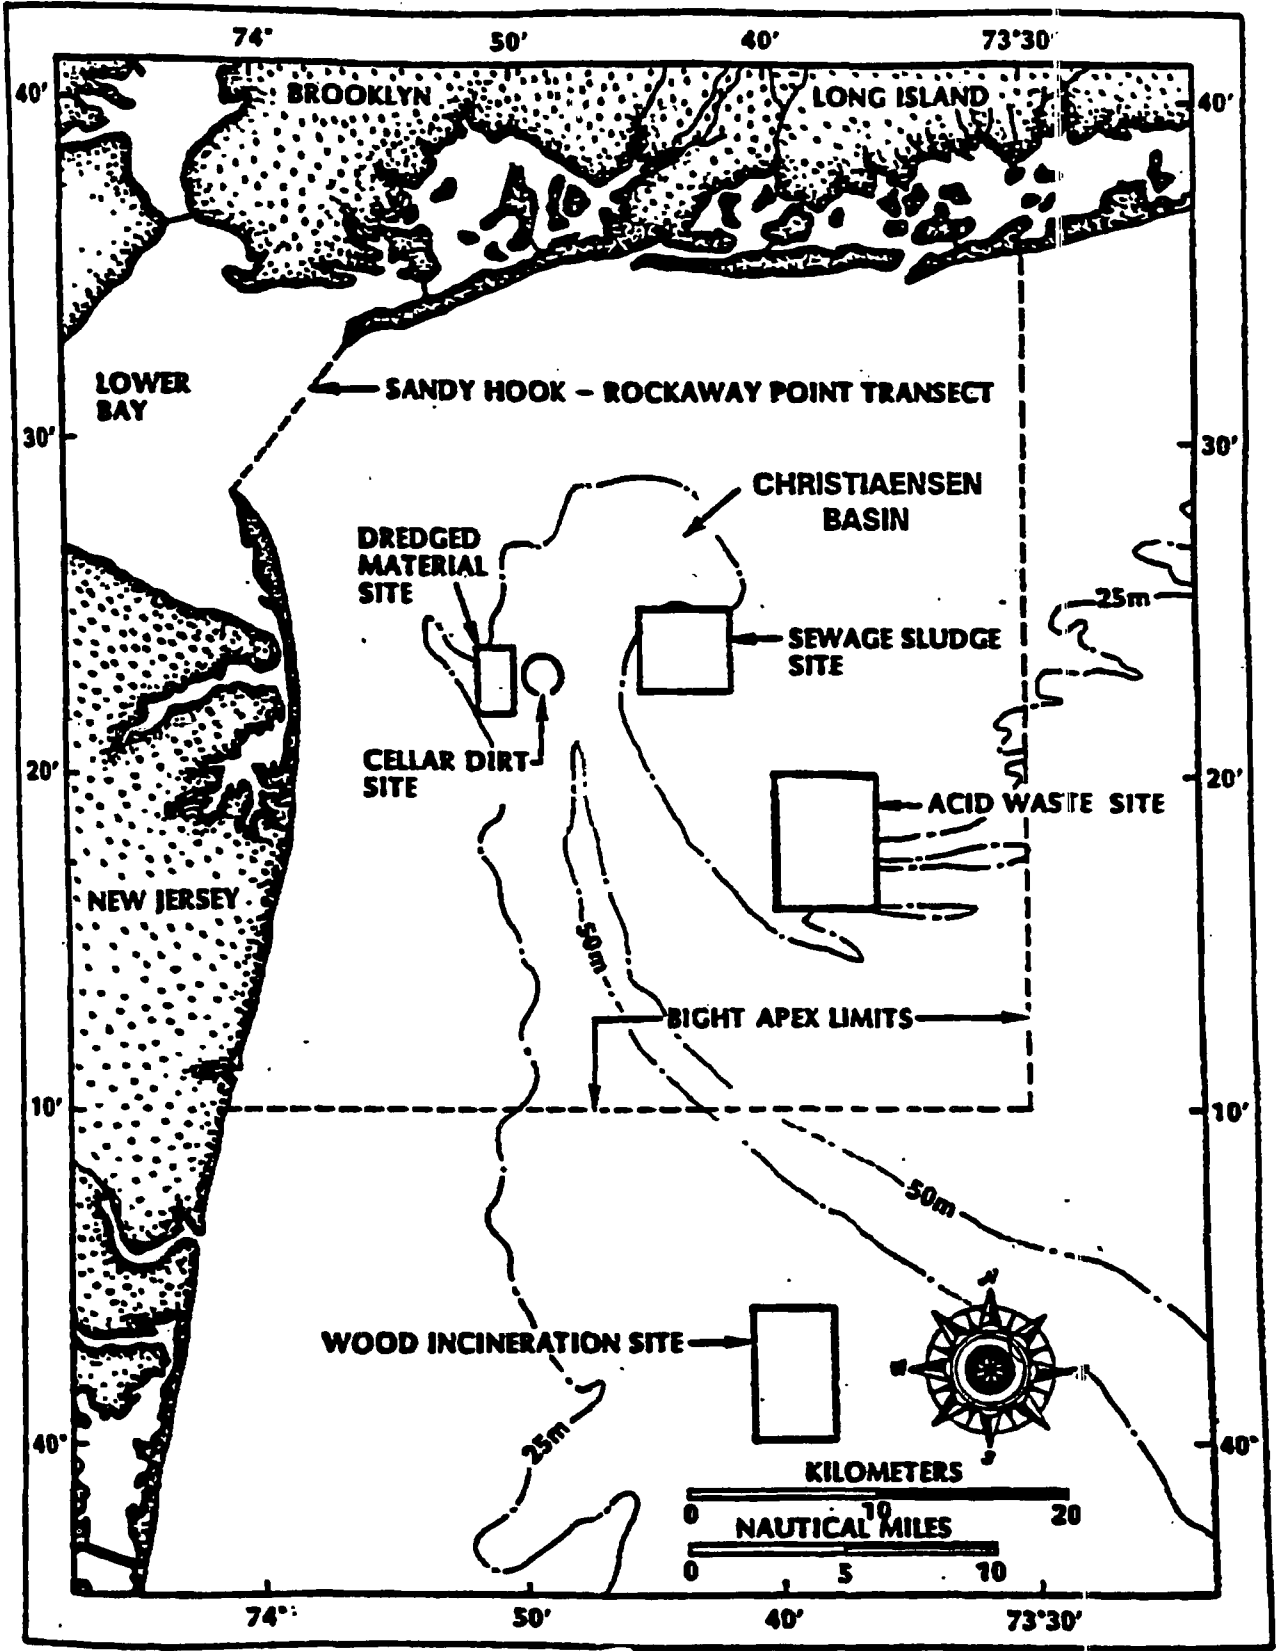 74° 50' 40' 73°30'
40' BROOKLYN LONG ISLAND 40'
LOWER
BAY
SANDY HOOK – ROCKAWAY POINT TRANSECT
30' 30'
CHRISTIAENSEN
BASIN
DREDGED
MATERIAL
SITE
25m
SEWAGE SLUDGE
SITE
CELLAR DIRT
SITE
20' 20'
ACID WASTE SITE
NEW JERSEY
50m
BIGHT APEX LIMITS
10' 10'
50m
N
WOOD INCINERATION SITE
W
25m
S
40° 40°
KILOMETERS
0 10 20
NAUTICAL MILES
0 5 10
74° 50' 40' 73°30'